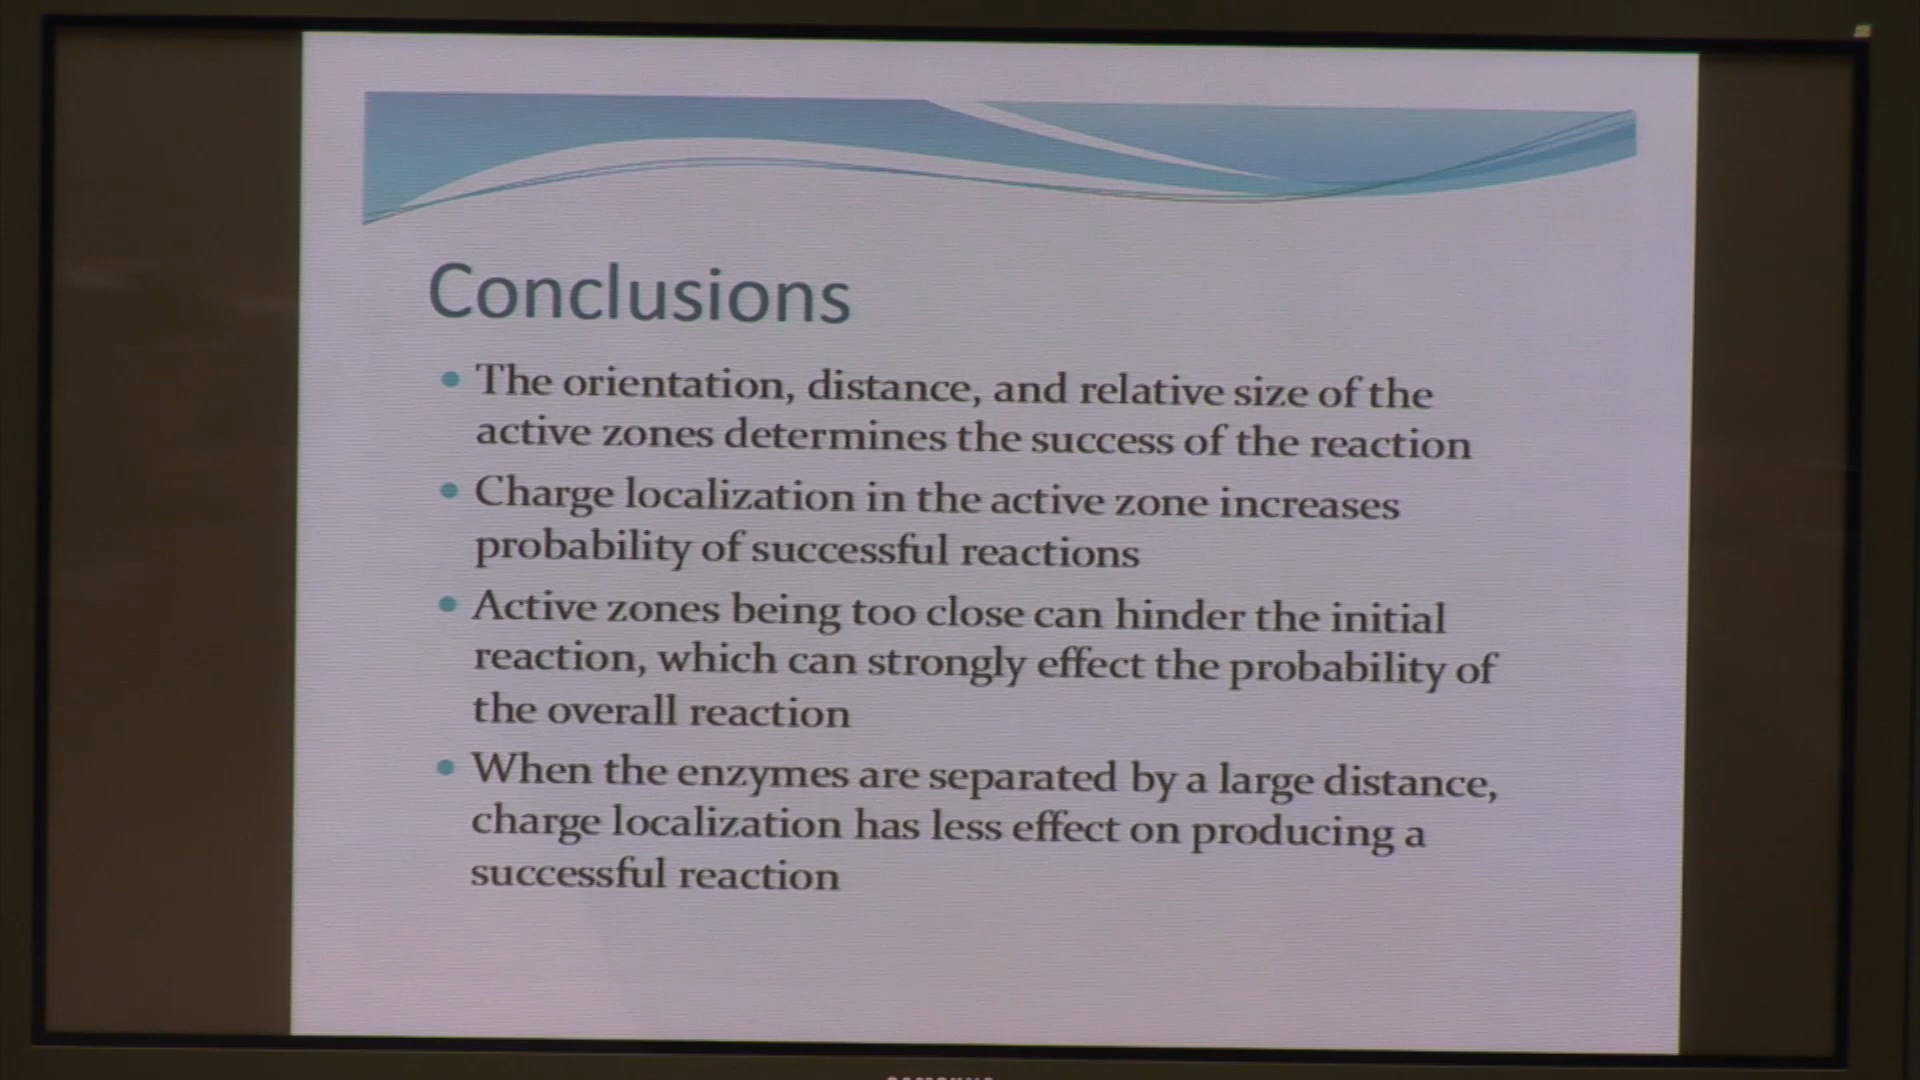 Conclusions
• The orientation, distance, and relative size of the
active zones determines the success of the reaction
• Charge localization in the active zone increases
probability of successful reactions
• Active zones being too close can hinder the initial
reaction, which can strongly effect the probability of
the overall reaction
• When the enzymes are separated by a large distance,
charge localization has less effect on producing a
successful reaction